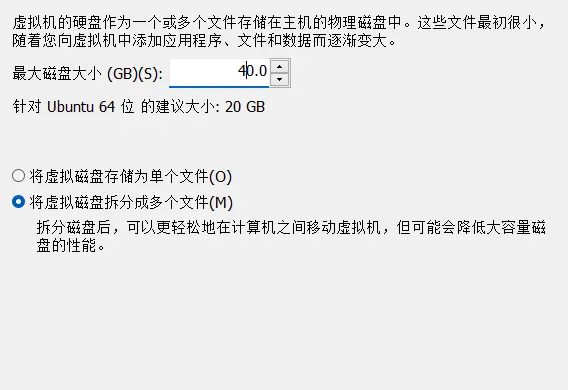 虚拟机的硬盘作为一个或多个文件存储在主机的物理磁盘中。这些文件最初很小，
随着您向虚拟机中添加应用程序、文件和数据而逐渐变大。
最大磁盘大小 (GB)(S): 40.0
针对 Ubuntu 64 位 的建议大小: 20 GB
将虚拟磁盘存储为单个文件(O)
将虚拟磁盘拆分成多个文件(M)
拆分磁盘后，可以更轻松地在计算机之间移动虚拟机，但可能会降低大容量磁
盘的性能。